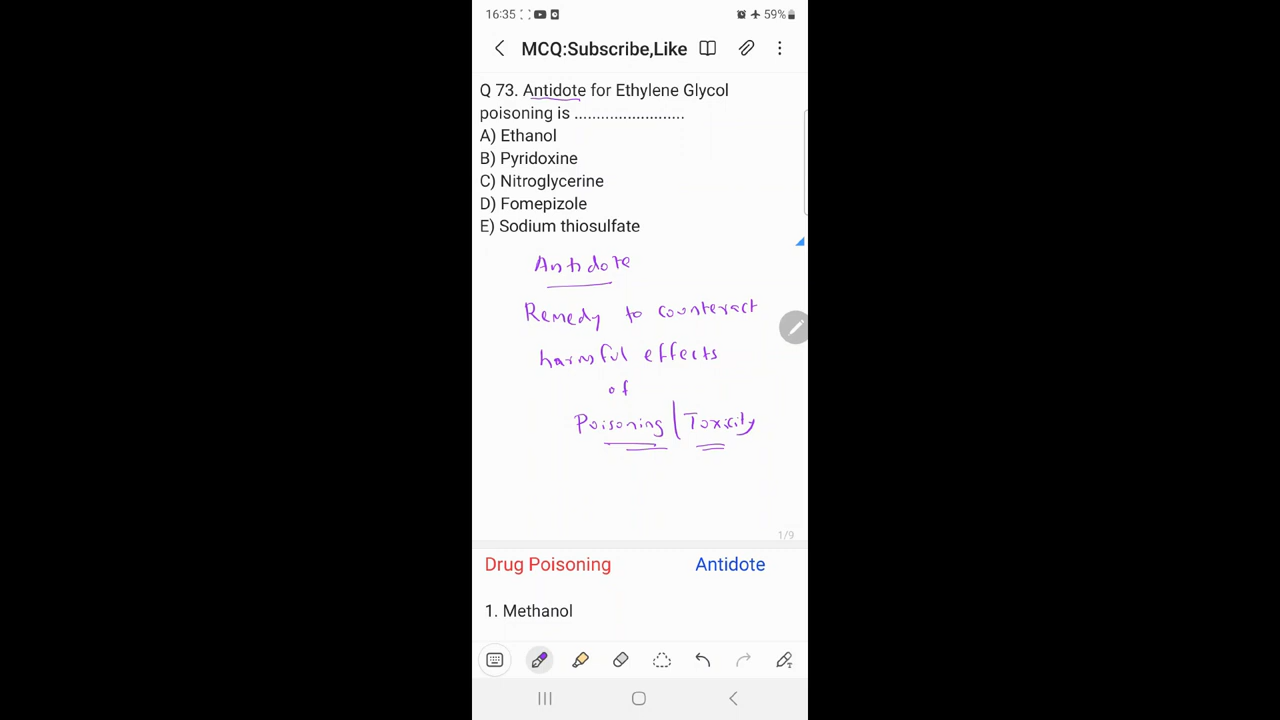 16:35
59%
MCQ:Subscribe,Like
Q 73. Antidote for Ethylene Glycol
poisoning is ........................
A) Ethanol
B) Pyridoxine
C) Nitroglycerine
D) Fomepizole
E) Sodium thiosulfate
Antidote
Remedy to counteract
harmful effects
of
Poisoning | Toxicity
1/9
Drug Poisoning Antidote
1. Methanol